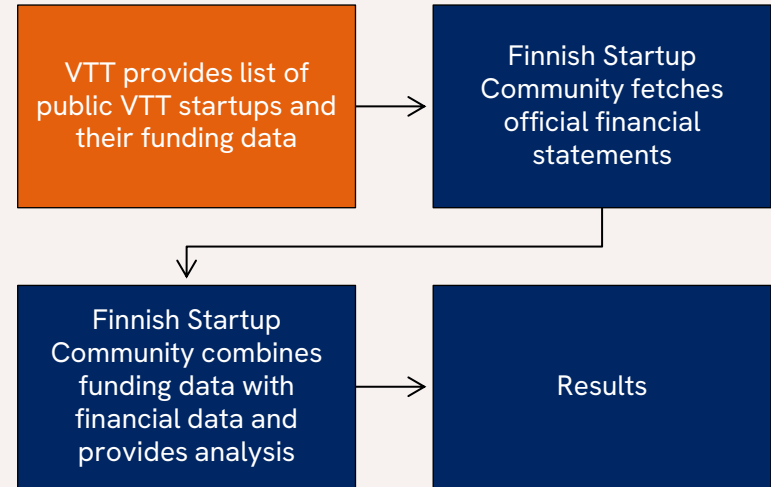 VTT provides list of
public VTT startups and
their funding data
Finnish Startup
Community fetches
official financial
statements
Finnish Startup
Community combines
funding data with
financial data and
provides analysis
Results